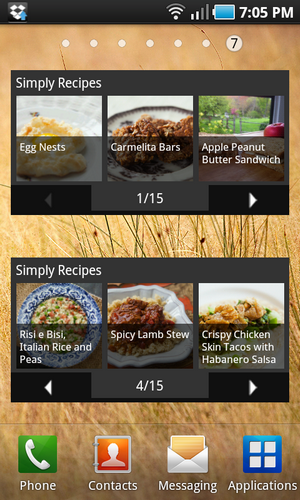 7:05 PM
7
Simply Recipes
Egg Nests
Carmelita Bars
Apple Peanut
Butter Sandwich
1/15
Simply Recipes
Risi e Bisi,
Italian Rice and
Peas
Spicy Lamb Stew
Crispy Chicken
Skin Tacos with
Habanero Salsa
4/15
Phone
Contacts
Messaging
Applications